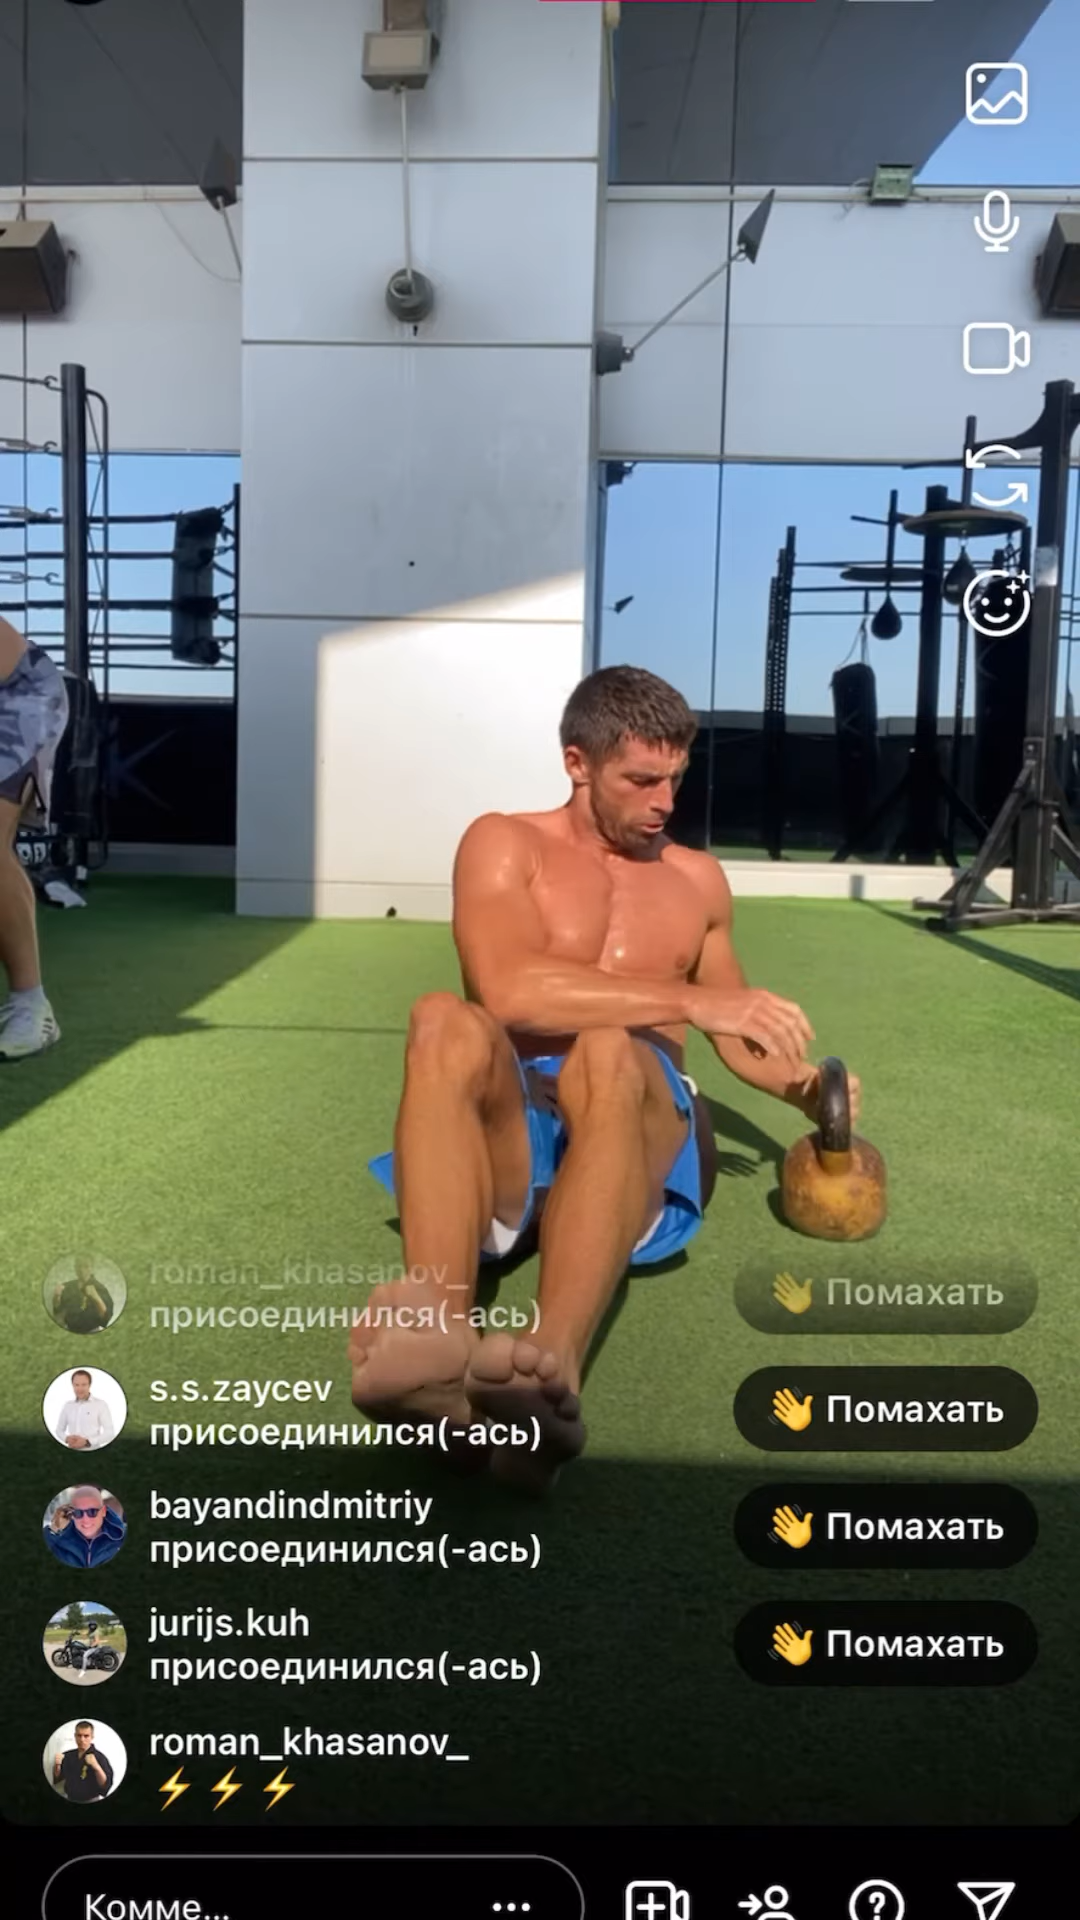 roman_khasanov_
присоединился(-ась)
👋 Помахать
s.s.zaycev
присоединился(-ась)
👋 Помахать
bayandindmitriy
присоединился(-ась)
👋 Помахать
jurijs.kuh
присоединился(-ась)
👋 Помахать
roman_khasanov_
⚡⚡⚡
Комме...